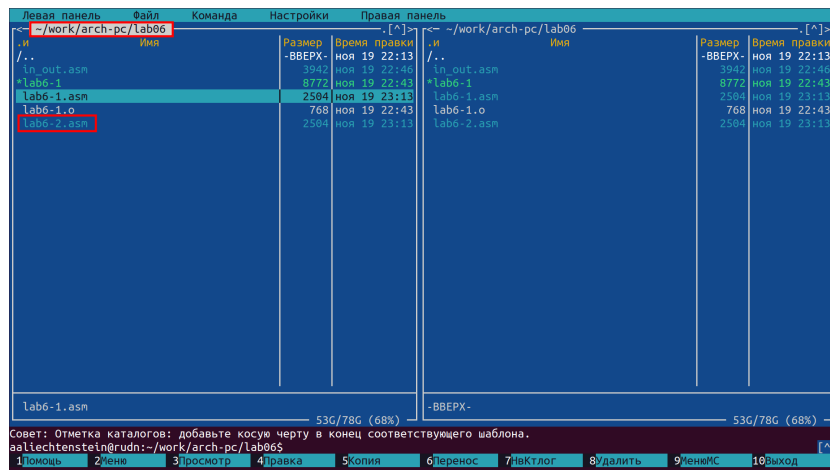 Левая панель Файл Команда Настройки Правая панель
<— ~/work/arch-pc/lab06 ——.[^]> <— ~/work/arch-pc/lab06 ——.[^]>
.и Имя Размер Время правки .и Имя Размер Время правки
/.. -ВВЕРХ- ноя 19 22:13 /.. -ВВЕРХ- ноя 19 22:13
in_out.asm 3942 ноя 19 22:46 in_out.asm 3942 ноя 19 22:46
*lab6-1 8772 ноя 19 22:43 *lab6-1 8772 ноя 19 22:43
lab6-1.asm 2504 ноя 19 23:13 lab6-1.asm 2504 ноя 19 23:13
lab6-1.o 768 ноя 19 22:43 lab6-1.o 768 ноя 19 22:43
lab6-2.asm 2504 ноя 19 23:13 lab6-2.asm 2504 ноя 19 23:13
lab6-1.asm -ВВЕРХ-
53G/78G (68%) 53G/78G (68%)
Совет: Отметка каталогов: добавьте косую черту в конец соответствующего шаблона.
aaliechtenstein@rudn:~/work/arch-pc/lab06$ [^
1Помощь 2Меню 3Просмотр 4Правка 5Копия 6Перенос 7НвКтлог 8Удалить 9МенюМС 10Выход